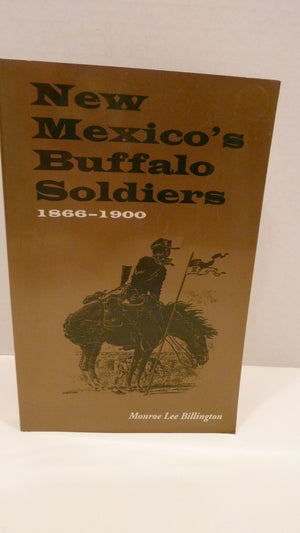 New
Mexico's
Buffalo
Soldiers
1866–1900
Monroe Lee Billington